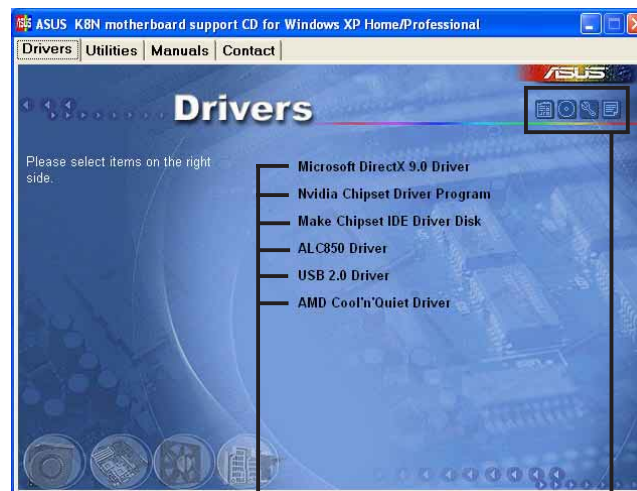 ASUS K8N motherboard support CD for Windows XP Home/Professional
Drivers Utilities Manuals Contact
ASUS
Drivers
Please select items on the right
side.
Microsoft DirectX 9.0 Driver
Nvidia Chipset Driver Program
Make Chipset IDE Driver Disk
ALC850 Driver
USB 2.0 Driver
AMD Cool'n'Quiet Driver